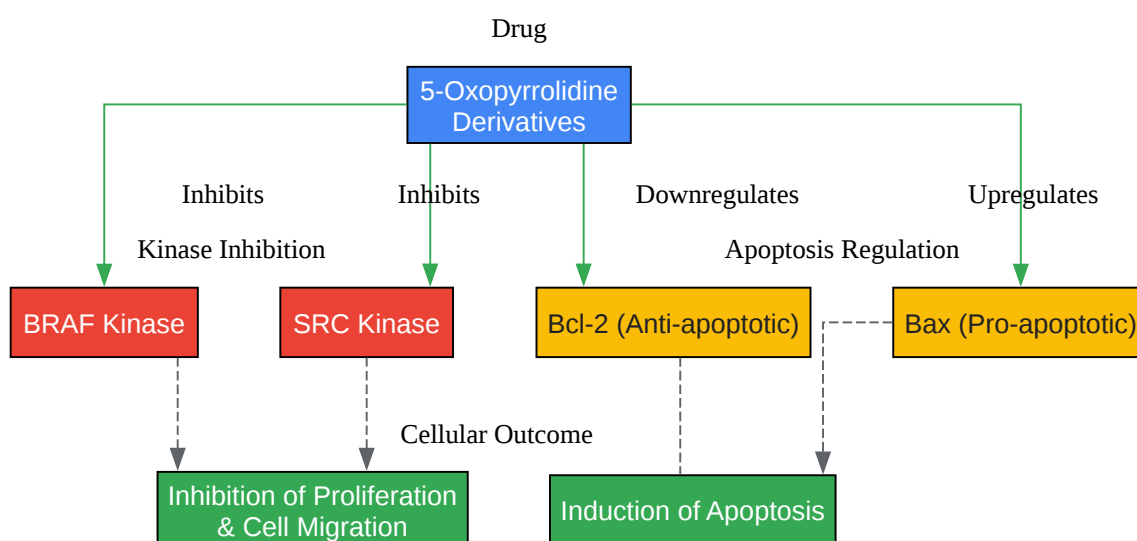 Drug
5-Oxopyrrolidine
Derivatives
Inhibits
Inhibits
Downregulates
Upregulates
Kinase Inhibition
Apoptosis Regulation
BRAF Kinase
SRC Kinase
Bcl-2 (Anti-apoptotic)
Bax (Pro-apoptotic)
Cellular Outcome
Inhibition of Proliferation
& Cell Migration
Induction of Apoptosis